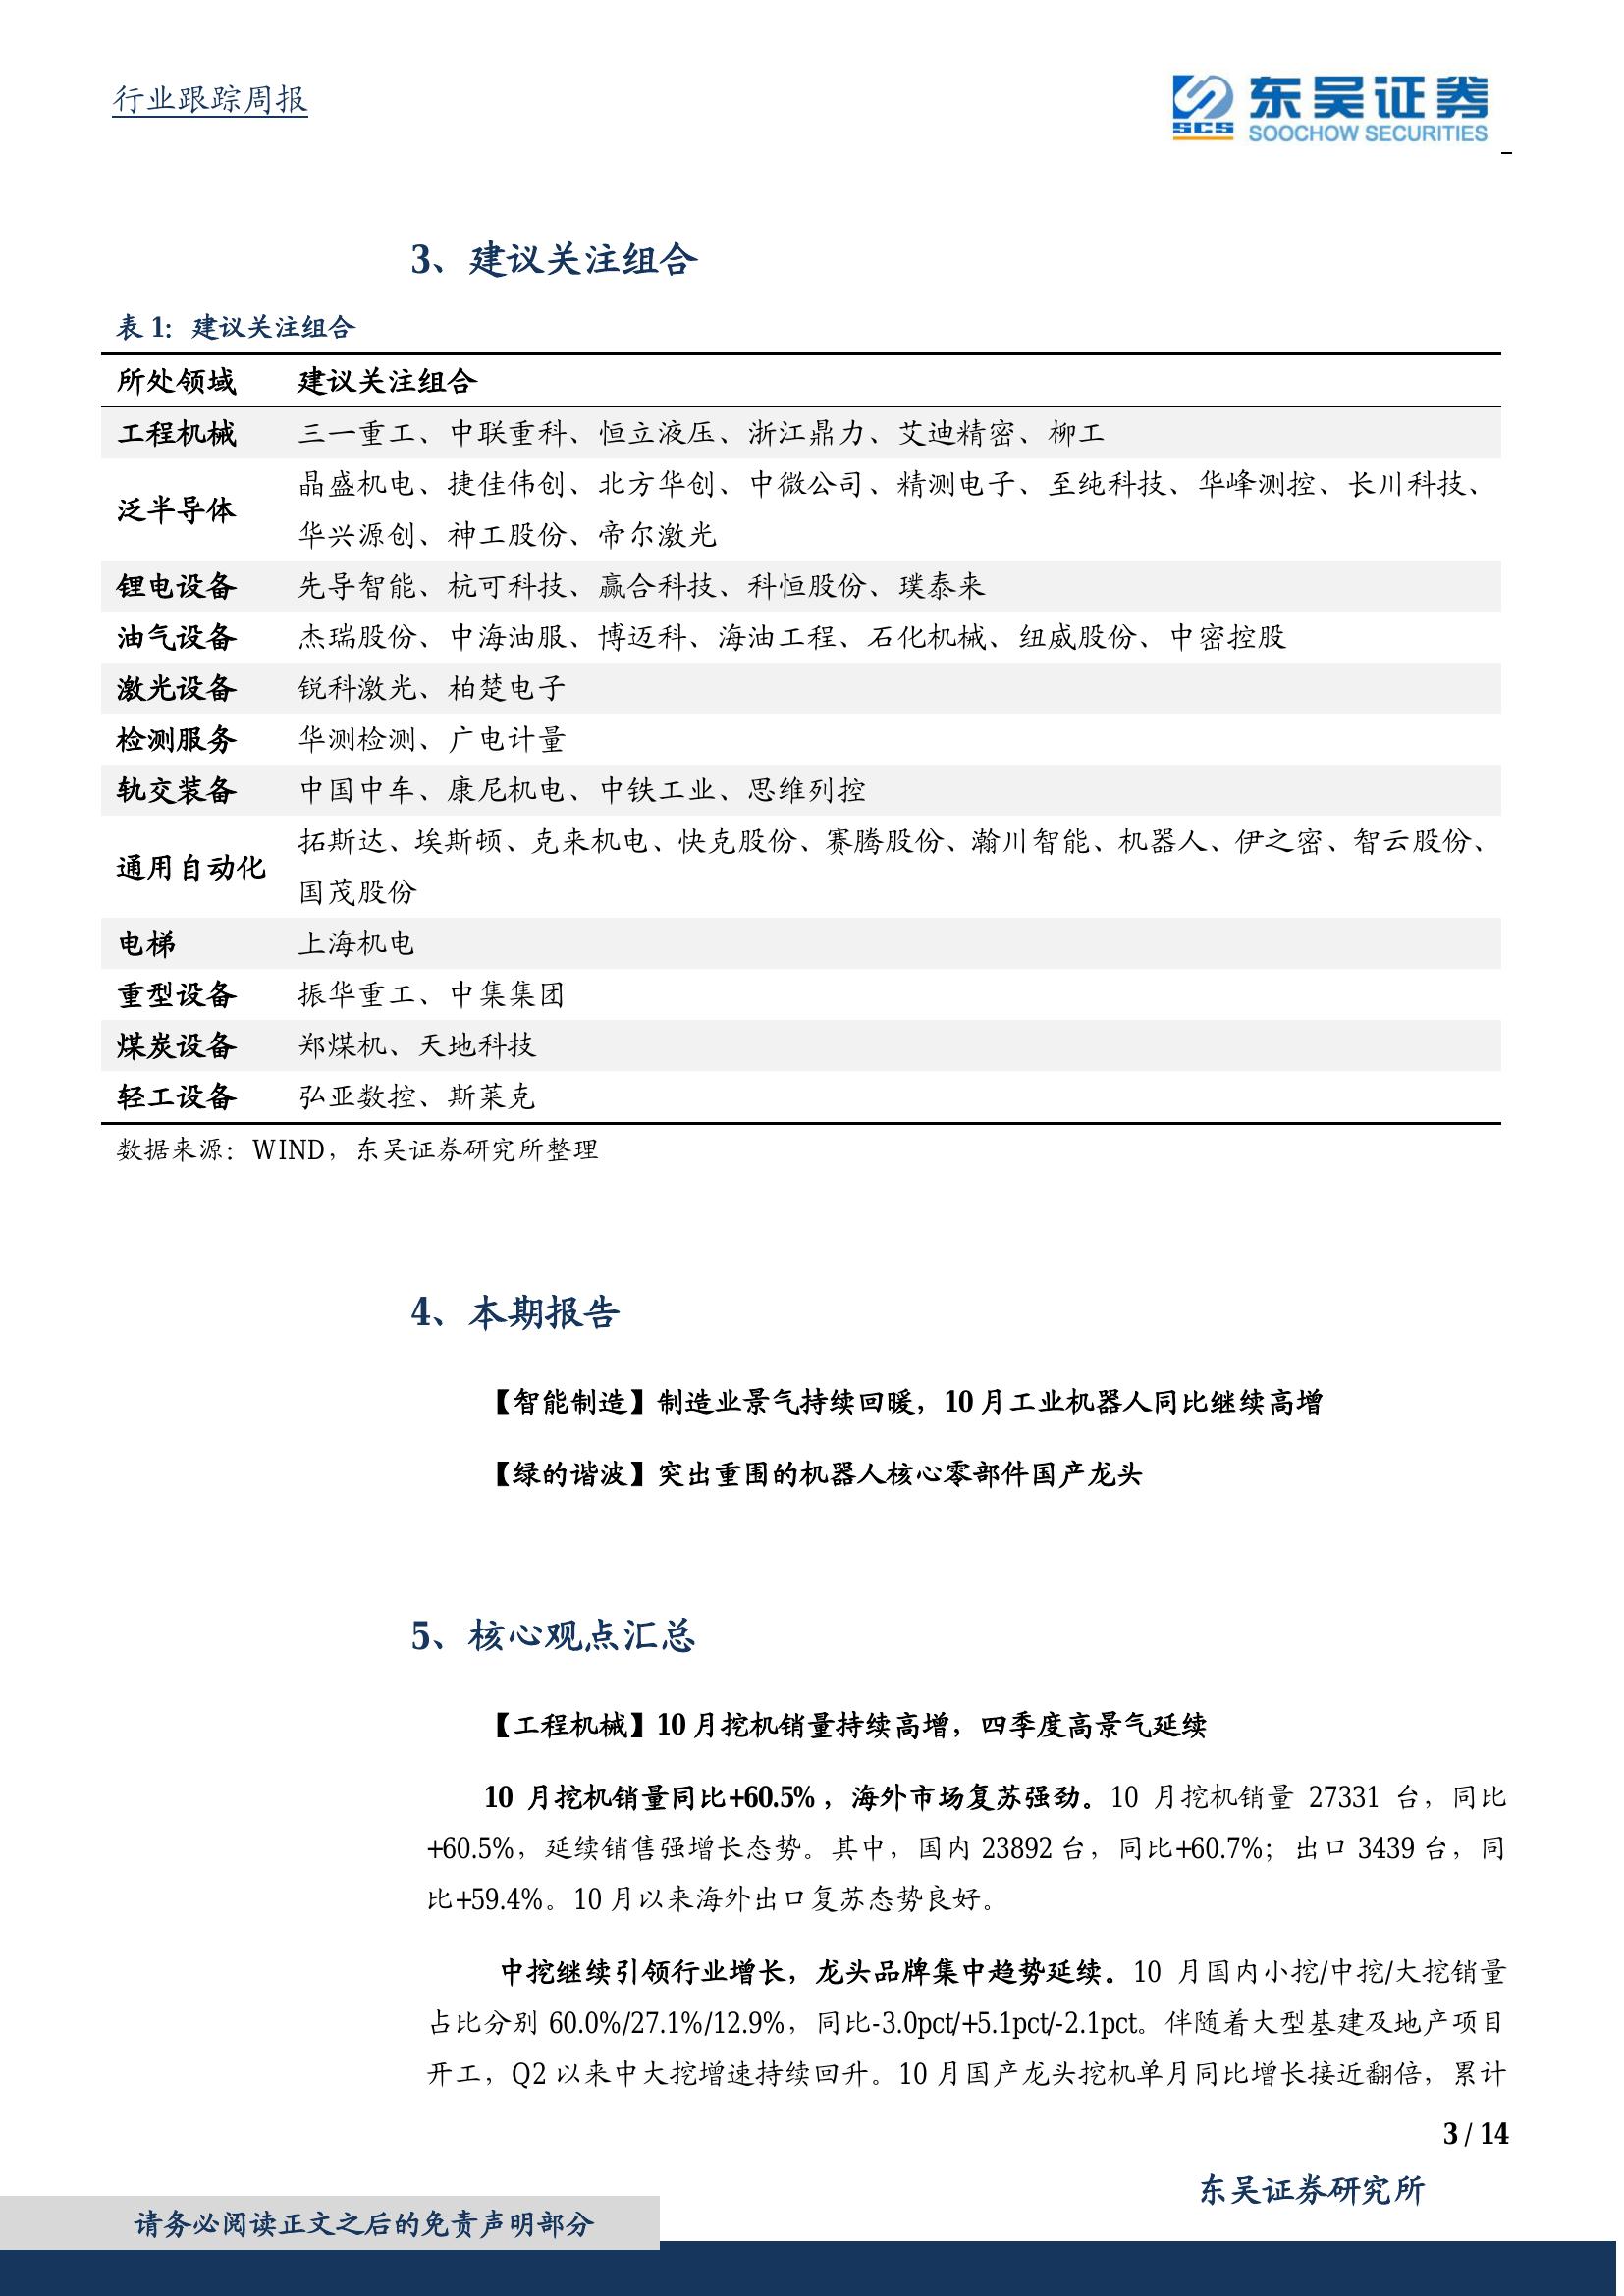 行业跟踪周报
SCS
东吴证券
SOOCHOW SECURITIES
3、建议关注组合
表 1：建议关注组合
所处领域 建议关注组合
工程机械 三一重工、中联重科、恒立液压、浙江鼎力、艾迪精密、柳工
泛半导体 晶盛机电、捷佳伟创、北方华创、中微公司、精测电子、至纯科技、华峰测控、长川科技、
华兴源创、神工股份、帝尔激光
锂电设备 先导智能、杭可科技、赢合科技、科恒股份、璞泰来
油气设备 杰瑞股份、中海油服、博迈科、海油工程、石化机械、纽威股份、中密控股
激光设备 锐科激光、柏楚电子
检测服务 华测检测、广电计量
轨交装备 中国中车、康尼机电、中铁工业、思维列控
通用自动化 拓斯达、埃斯顿、克来机电、快克股份、赛腾股份、瀚川智能、机器人、伊之密、智云股份、
国茂股份
电梯 上海机电
重型设备 振华重工、中集集团
煤炭设备 郑煤机、天地科技
轻工设备 弘亚数控、斯莱克
数据来源：WIND，东吴证券研究所整理
4、本期报告
【智能制造】制造业景气持续回暖，10 月工业机器人同比继续高增
【绿的谐波】突出重围的机器人核心零部件国产龙头
5、核心观点汇总
【工程机械】10 月挖机销量持续高增，四季度高景气延续
10 月挖机销量同比+60.5%，海外市场复苏强劲。10 月挖机销量 27331 台，同比
+60.5%，延续销售强增长态势。其中，国内 23892 台，同比+60.7%；出口 3439 台，同
比+59.4%。10 月以来海外出口复苏态势良好。
中挖继续引领行业增长，龙头品牌集中趋势延续。10 月国内小挖/中挖/大挖销量
占比分别 60.0%/27.1%/12.9%，同比-3.0pct/+5.1pct/-2.1pct。伴随着大型基建及地产项目
开工，Q2 以来中大挖增速持续回升。10 月国产龙头挖机单月同比增长接近翻倍，累计
3 / 14
东吴证券研究所
请务必阅读正文之后的免责声明部分